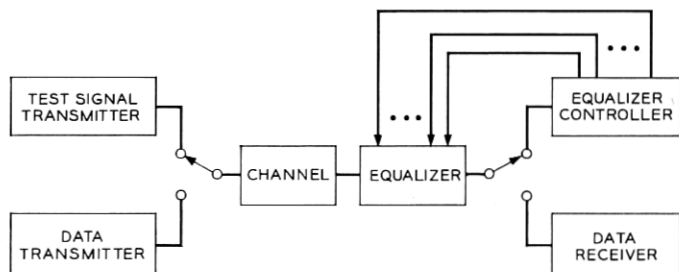 TEST SIGNAL
TRANSMITTER
EQUALIZER
CONTROLLER
CHANNEL
EQUALIZER
DATA
TRANSMITTER
DATA
RECEIVER